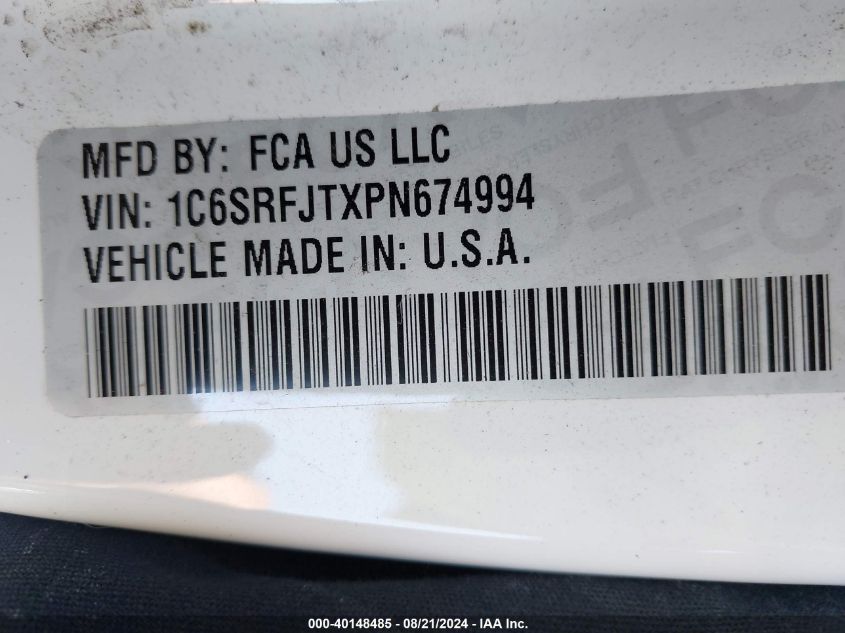 MFD BY: FCA US LLC
VIN: 1C6SRFJTXPN674994
VEHICLE MADE IN: U.S.A.
000-40148485 - 08/21/2024 - IAA Inc.